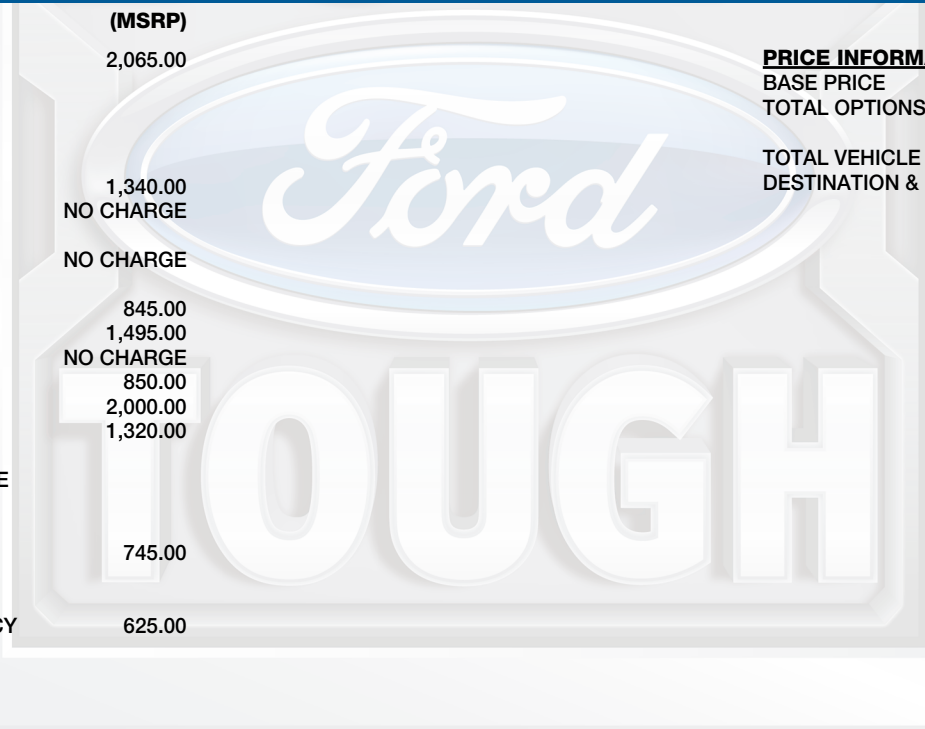 (MSRP)
2,065.00
1,340.00
NO CHARGE
NO CHARGE
845.00
1,495.00
NO CHARGE
850.00
2,000.00
1,320.00
E
745.00
CY
625.00
PRICE INFORMA
BASE PRICE
TOTAL OPTIONS
TOTAL VEHICLE
DESTINATION &
Ford
TOUGH